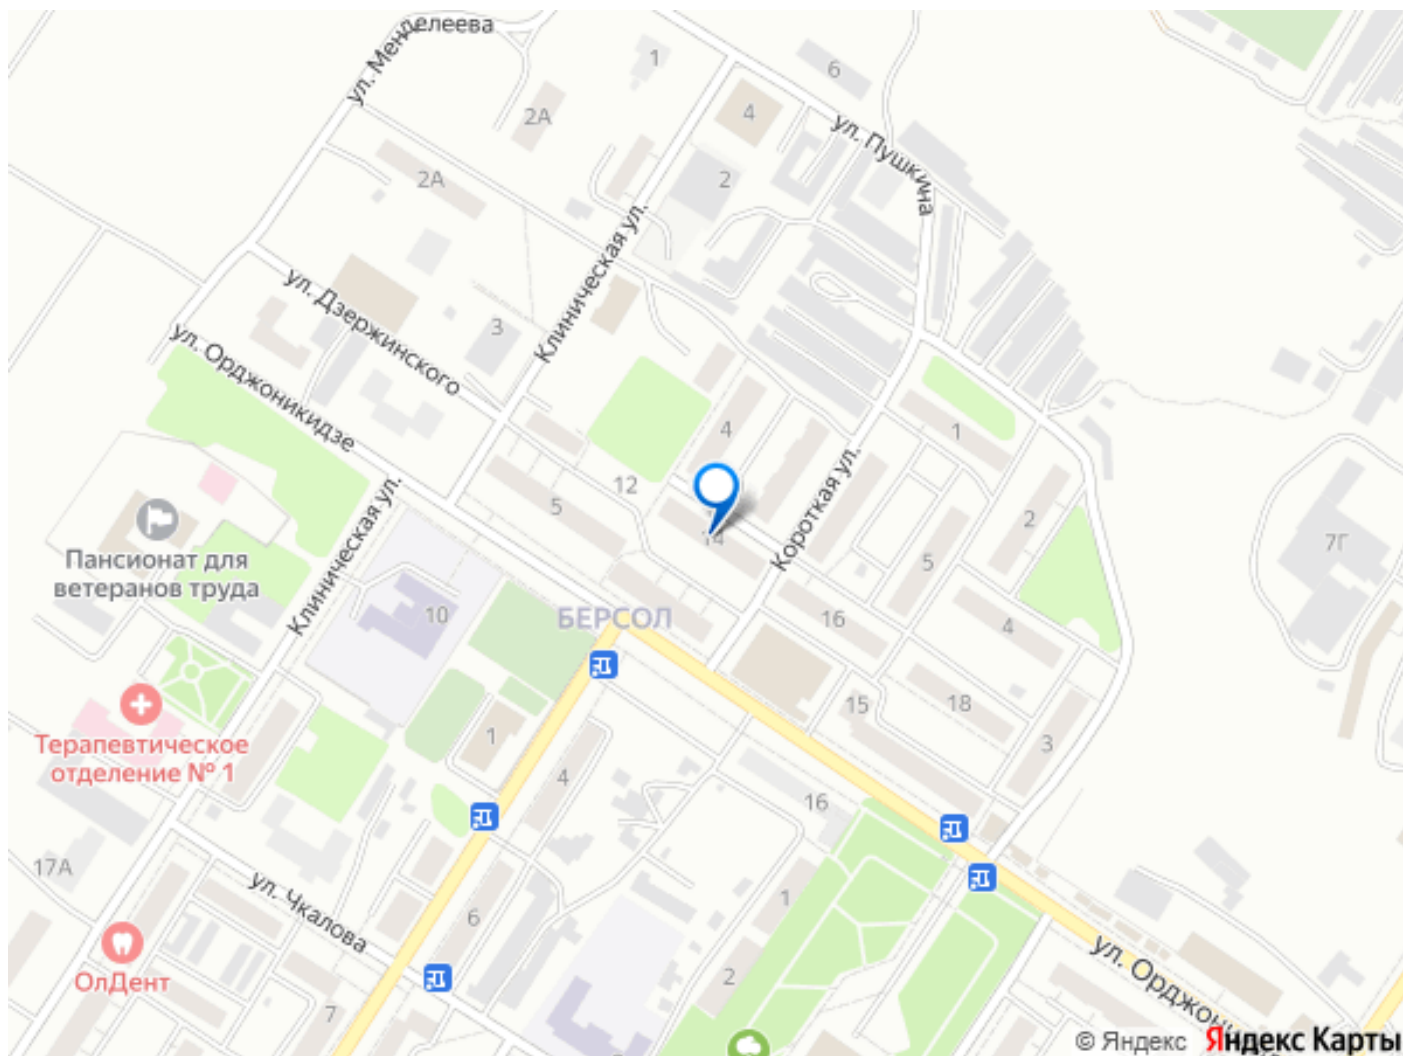 ул. Менделеева
1
6
2А
4
ул. Пушкина
2А
2
Клиническая ул.
ул. Дзержинского
3
ул. Орджоникидзе
4
1
Короткая ул.
12
5
14
2
7Г
Пансионат для
ветеранов труда
Клиническая ул.
5
10
БЕРСОЛ
16
4
15
18
3
Терапевтическое
отделение № 1
1
4
16
17А
ул. Чкалова
1
6
ОлДент
2
7
ул. Орджони
© Яндекс
Яндекс Карты